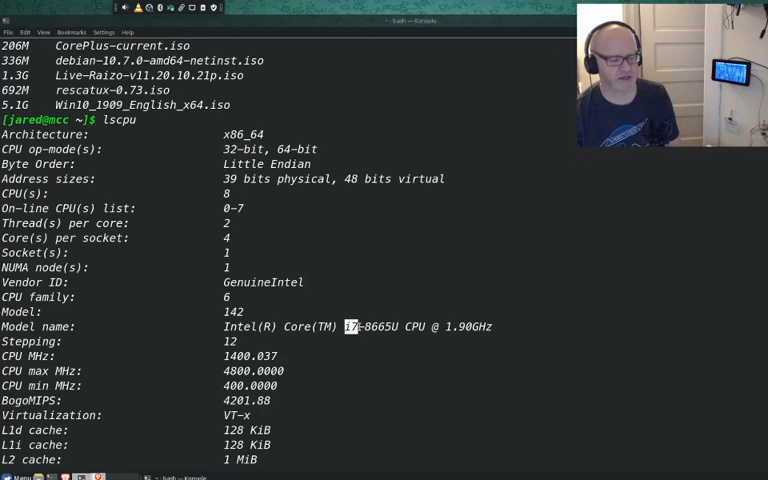 ~ : bash — Konsole
File Edit View Bookmarks Settings Help
206M CorePlus-current.iso
336M debian-10.7.0-amd64-netinst.iso
1.3G Live-Raizo-v11.20.10.21p.iso
692M rescatux-0.73.iso
5.1G Win10_1909_English_x64.iso
[jared@mcc ~]$ lscpu
Architecture: x86_64
CPU op-mode(s): 32-bit, 64-bit
Byte Order: Little Endian
Address sizes: 39 bits physical, 48 bits virtual
CPU(s): 8
On-line CPU(s) list: 0-7
Thread(s) per core: 2
Core(s) per socket: 4
Socket(s): 1
NUMA node(s): 1
Vendor ID: GenuineIntel
CPU family: 6
Model: 142
Model name: Intel(R) Core(TM) i7-8665U CPU @ 1.90GHz
Stepping: 12
CPU MHz: 1400.037
CPU max MHz: 4800.0000
CPU min MHz: 400.0000
BogoMIPS: 4201.88
Virtualization: VT-x
L1d cache: 128 KiB
L1i cache: 128 KiB
L2 cache: 1 MiB
Menu ~ : bash — Konsole